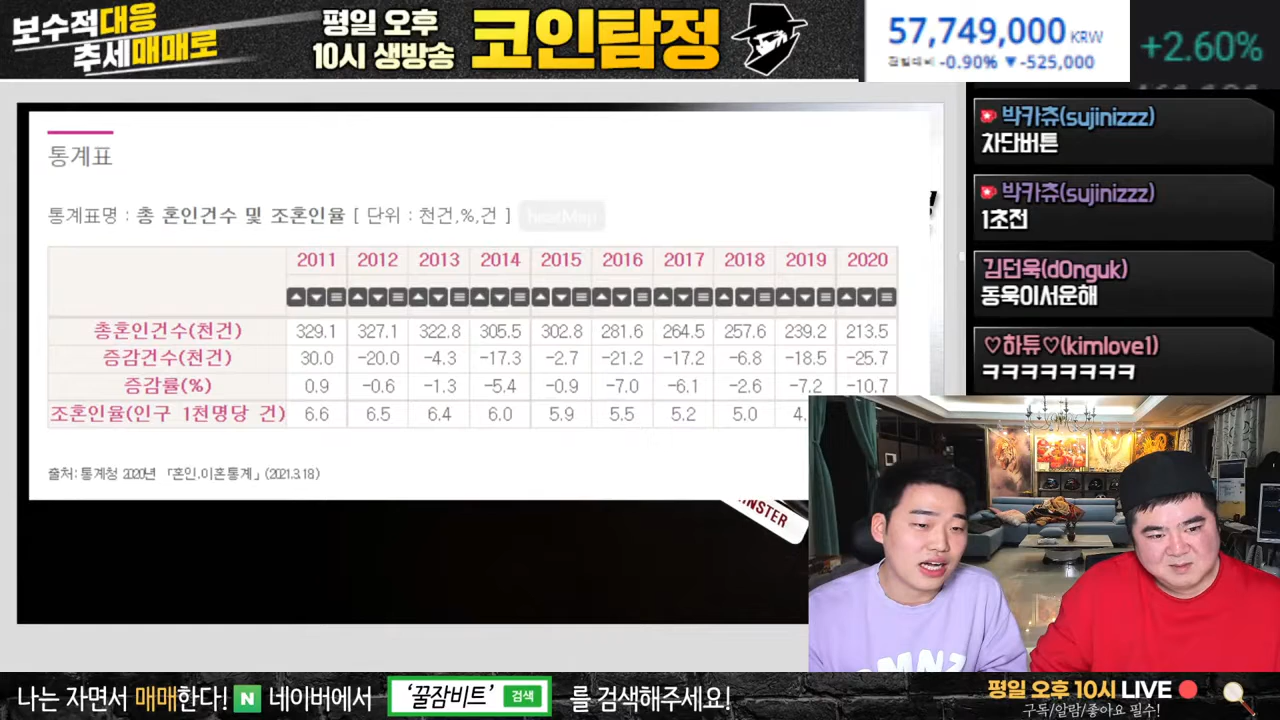 보수적대응
추세매매로
평일 오후
10시 생방송
코인탐정
57,749,000 KRW
전일대비 -0.90% ▼ -525,000
+2.60%
통계표
통계표명 : 총 혼인건수 및 조혼인율 [ 단위 : 천건,%,건 ]
2011 2012 2013 2014 2015 2016 2017 2018 2019 2020
총혼인건수(천건) 329.1 327.1 322.8 305.5 302.8 281.6 264.5 257.6 239.2 213.5
증감건수(천건) 30.0 -20.0 -4.3 -17.3 -2.7 -21.2 -17.2 -6.8 -18.5 -25.7
증감률(%) 0.9 -0.6 -1.3 -5.4 -0.9 -7.0 -6.1 -2.6 -7.2 -10.7
조혼인율(인구 1천명당 건) 6.6 6.5 6.4 6.0 5.9 5.5 5.2 5.0 4.
출처: 통계청 2020년 「혼인.이혼통계」(2021.3.18)
박카츄(sujinizzz)
차단버튼
박카츄(sujinizzz)
1초전
김던욱(d0nguk)
동욱이서운해
♡하튜♡(kimlove1)
ㅋㅋㅋㅋㅋㅋㅋㅋ
나는 자면서 매매한다! N 네이버에서 '꿀잠비트' 검색 를 검색해주세요!
평일 오후 10시 LIVE
구독/알람/좋아요 필수!